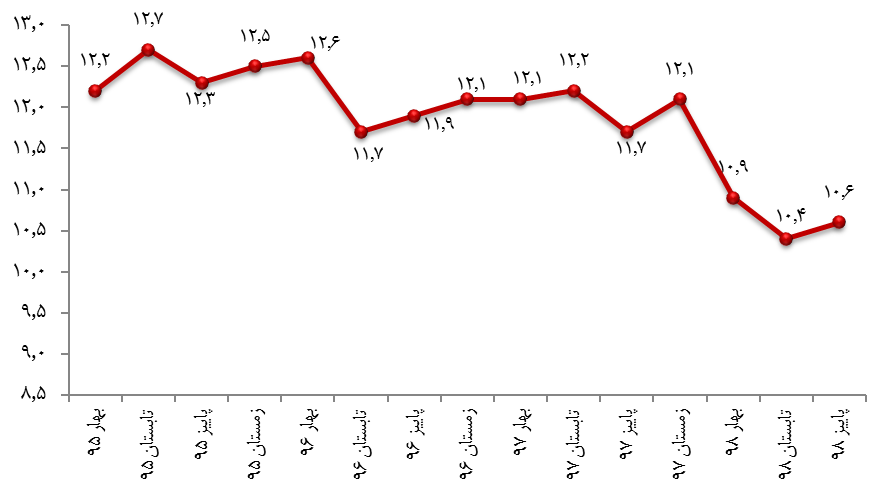 ۱۳,۰
۱۲,۵
۱۲,۰
۱۱,۵
۱۱,۰
۱۰,۵
۱۰,۰
۹,۵
۹,۰
۸,۵
۱۲,۲
۱۲,۷
۱۲,۳
۱۲,۵
۱۲,۶
۱۱,۷
۱۱,۹
۱۲,۱
۱۲,۱
۱۲,۲
۱۱,۷
۱۲,۱
۱۰,۹
۱۰,۴
۱۰,۶
بهار ۹۵
تابستان ۹۵
پاییز ۹۵
زمستان ۹۵
بهار ۹۶
تابستان ۹۶
پاییز ۹۶
زمستان ۹۶
بهار ۹۷
تابستان ۹۷
پاییز ۹۷
زمستان ۹۷
بهار ۹۸
تابستان ۹۸
پاییز ۹۸